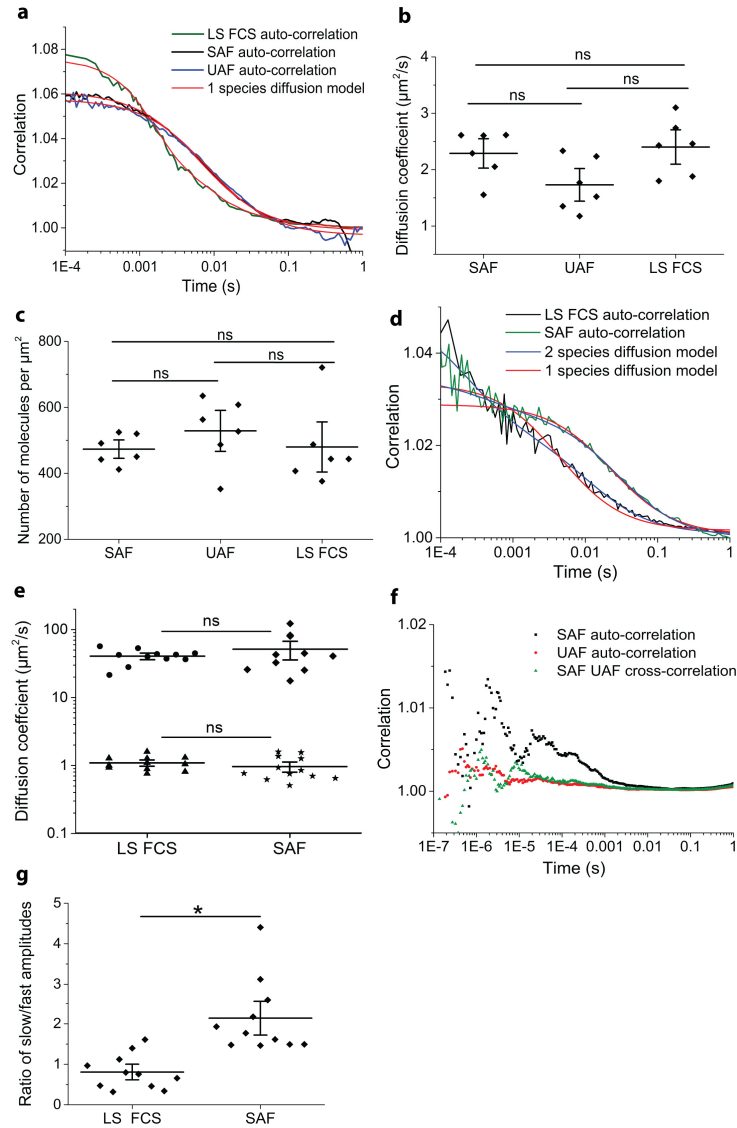 a
LS FCS auto-correlation
SAF auto-correlation
UAF auto-correlation
1 species diffusion model
1.08
1.06
1.04
1.02
1.00
Correlation
1E-4 0.001 0.01 0.1 1
Time (s)
b
ns
ns
ns
4
3
2
1
Diffusioin coefficeint (µm²/s)
SAF UAF LS FCS
c
ns
ns
ns
800
600
400
200
Number of molecules per µm²
SAF UAF LS FCS
d
LS FCS auto-correlation
SAF auto-correlation
2 species diffusion model
1 species diffusion model
1.04
1.02
1.00
Correlation
1E-4 0.001 0.01 0.1 1
Time (s)
e
ns
ns
100
10
1
0.1
Diffusion coeffcient (µm²/s)
LS FCS SAF
f
SAF auto-correlation
UAF auto-correlation
SAF UAF cross-correlation
1.02
1.01
1.00
Correlation
1E-7 1E-6 1E-5 1E-4 0.001 0.01 0.1 1
Time (s)
g
*
5
4
3
2
1
0
Ratio of slow/fast amplitudes
LS FCS SAF